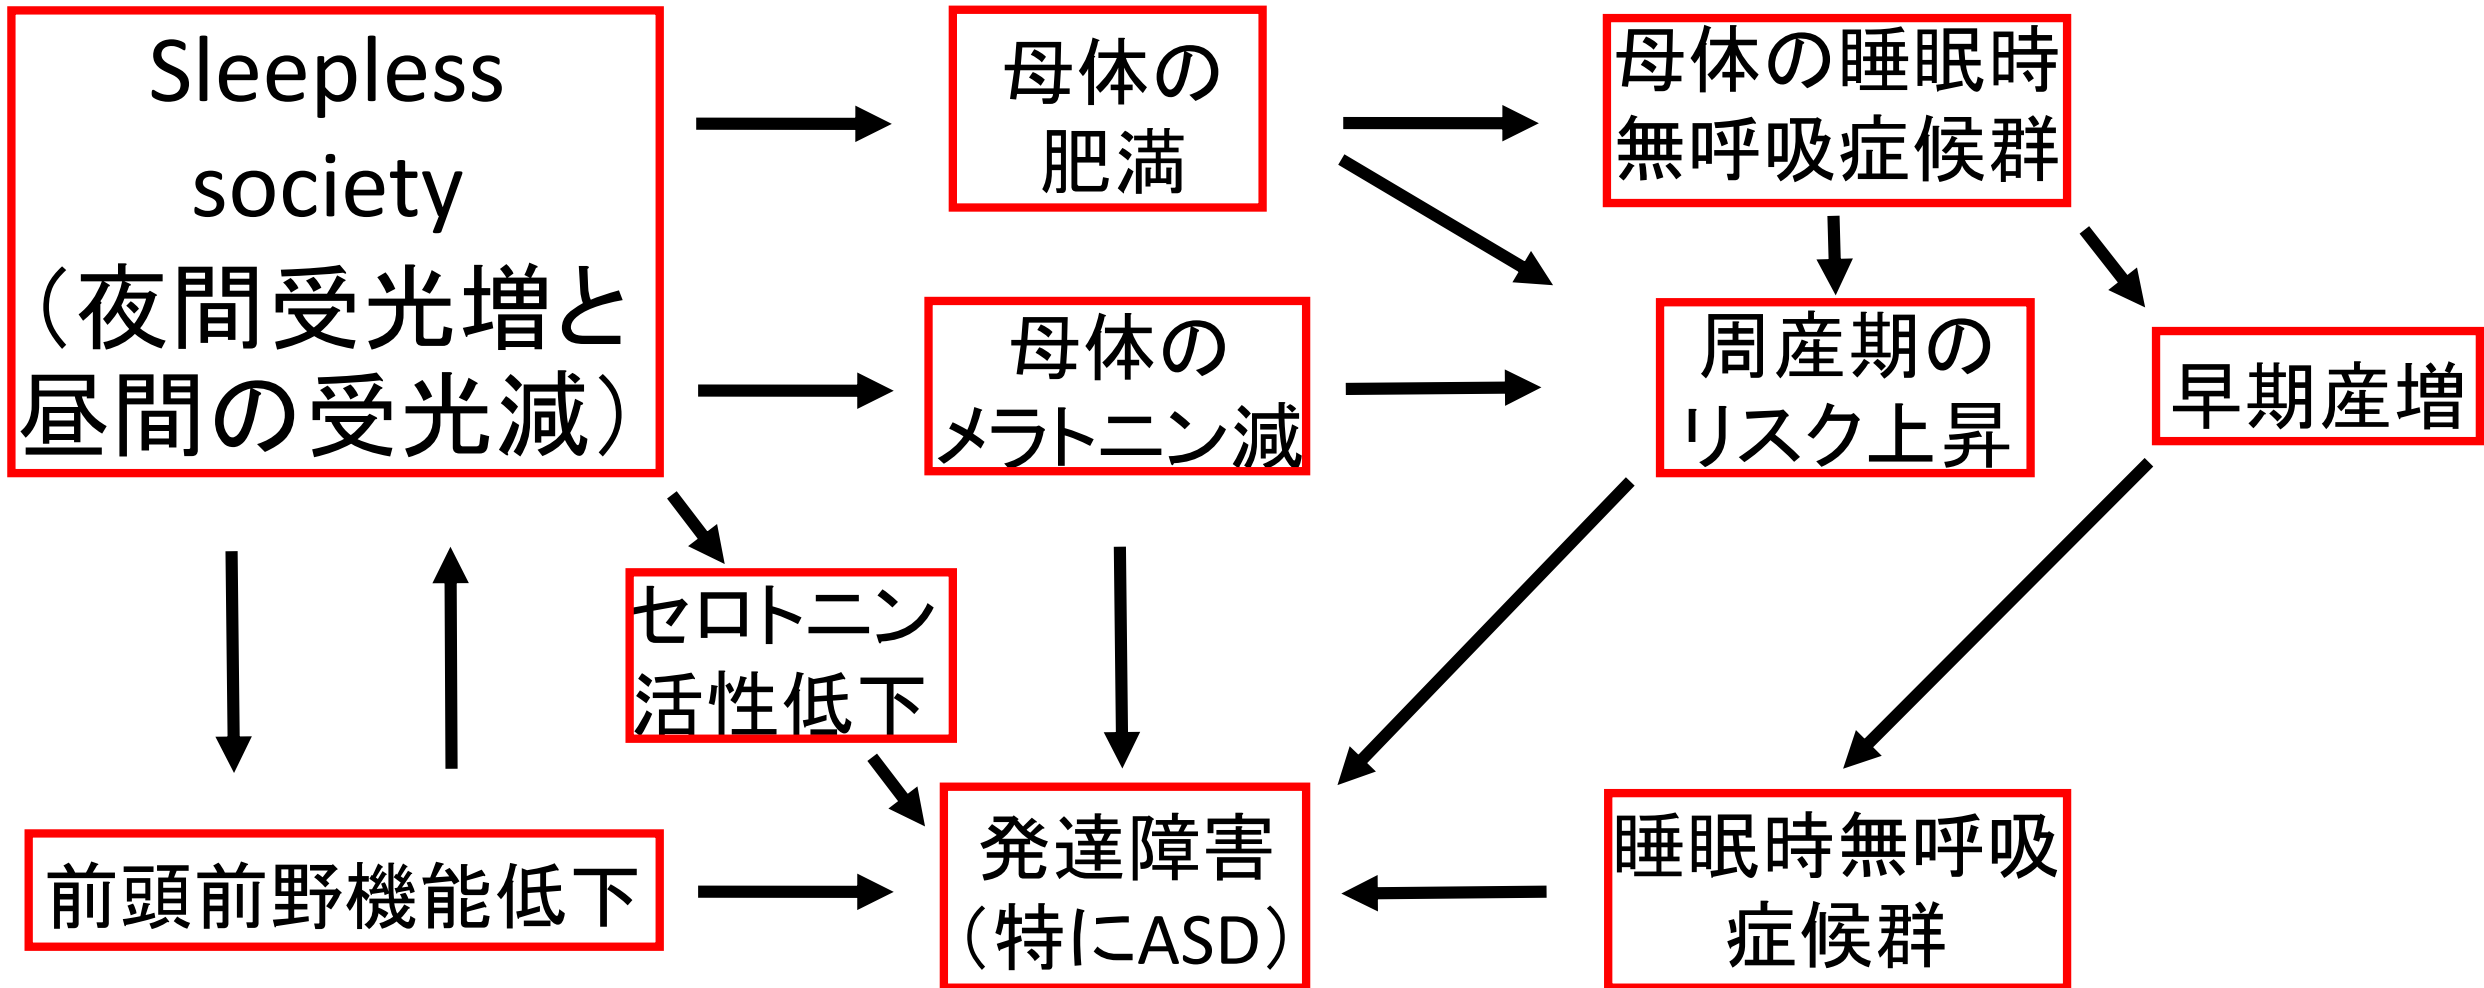 Sleepless
society
(夜間受光増と
昼間の受光減)
母体の
肥満
母体の睡眠時
無呼吸症候群
母体の
メラトニン減
周産期の
リスク上昇
早期産増
セロトニン
活性低下
前頭前野機能低下
発達障害
(特にASD)
睡眠時無呼吸
症候群